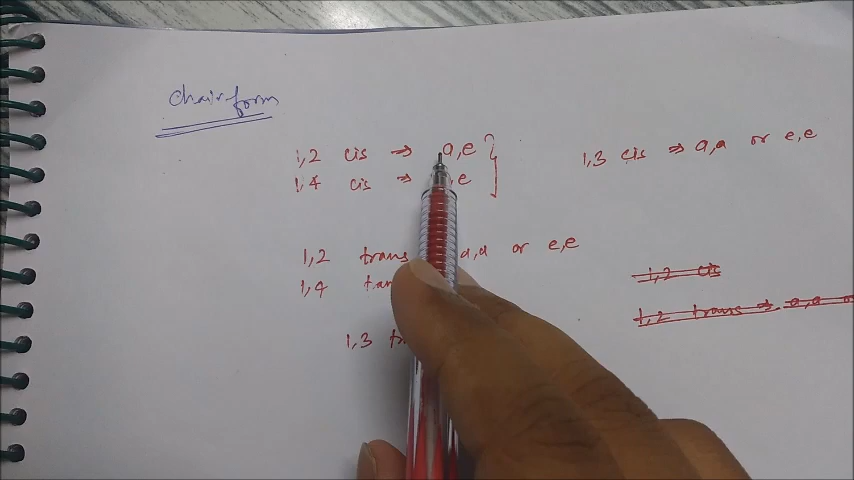 chair form
1,2 cis ⇒ a,e }
1,4 cis ⇒ ,e
1,3 cis ⇒ a,a or e,e
1,2 trans a,a or e,e
1,4
1,3
1,2 cis
1,2 trans ⇒ e,e